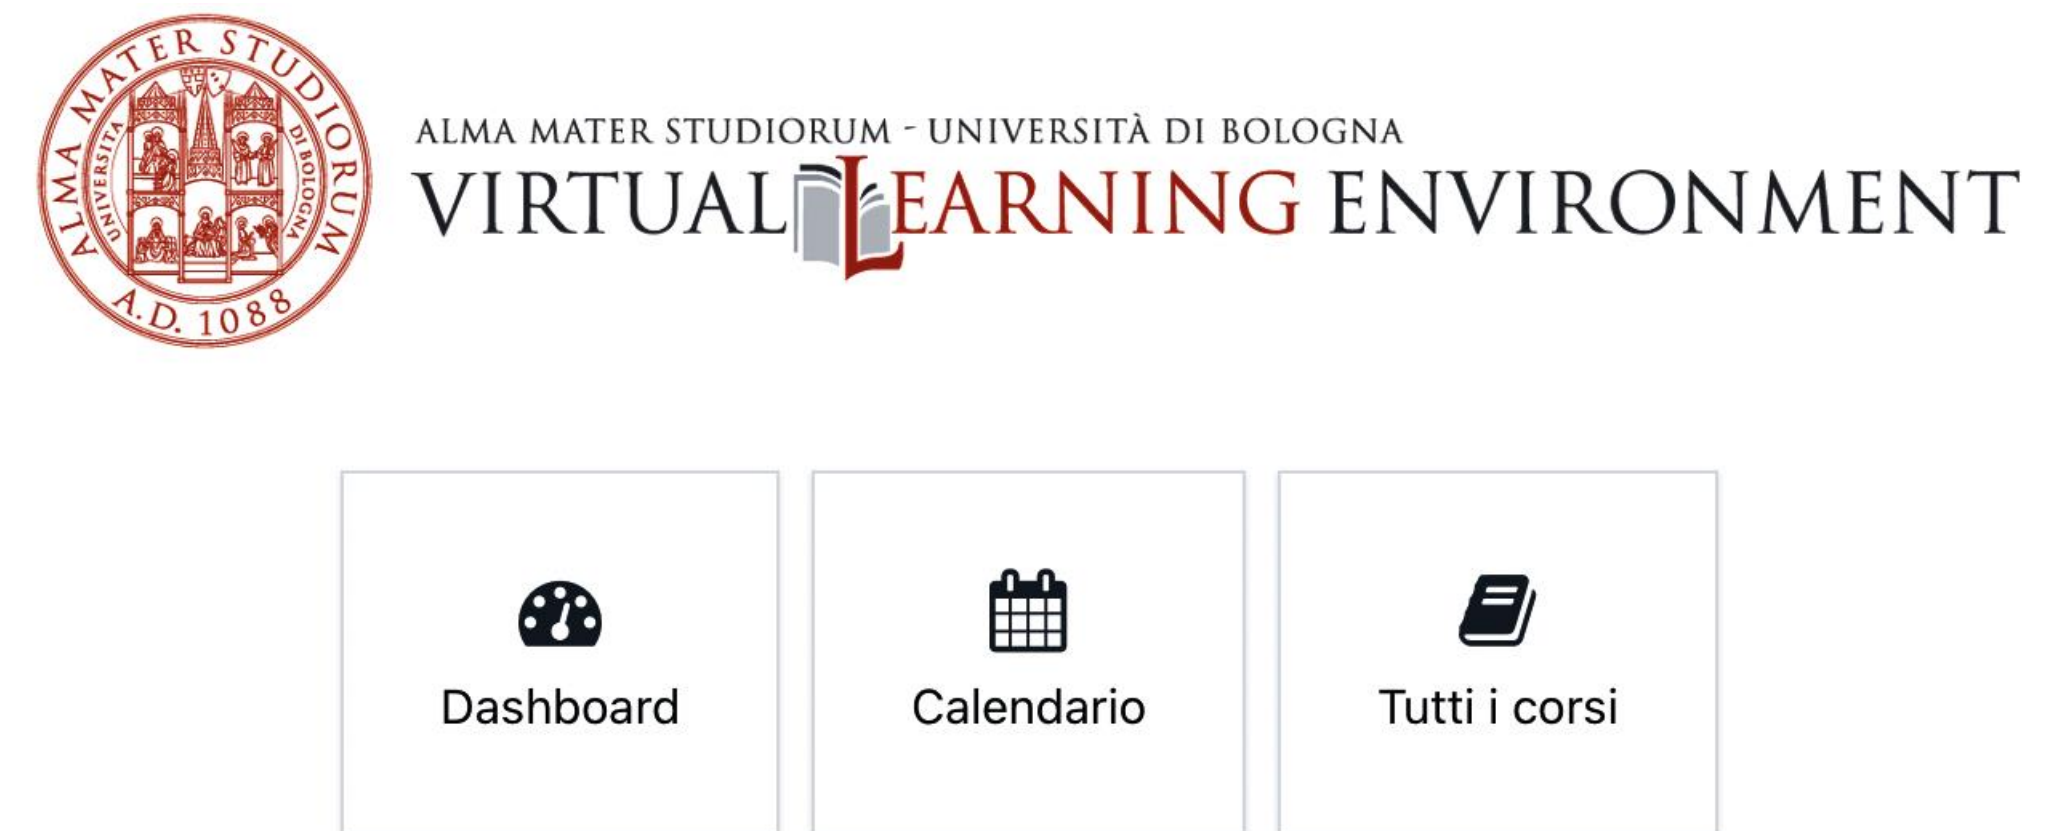 ALMA MATER STUDIORUM
UNIVERSITA DI BOLOGNA
A.D. 1088
ALMA MATER STUDIORUM - UNIVERSITÀ DI BOLOGNA
VIRTUAL LEARNING ENVIRONMENT
Dashboard
Calendario
Tutti i corsi